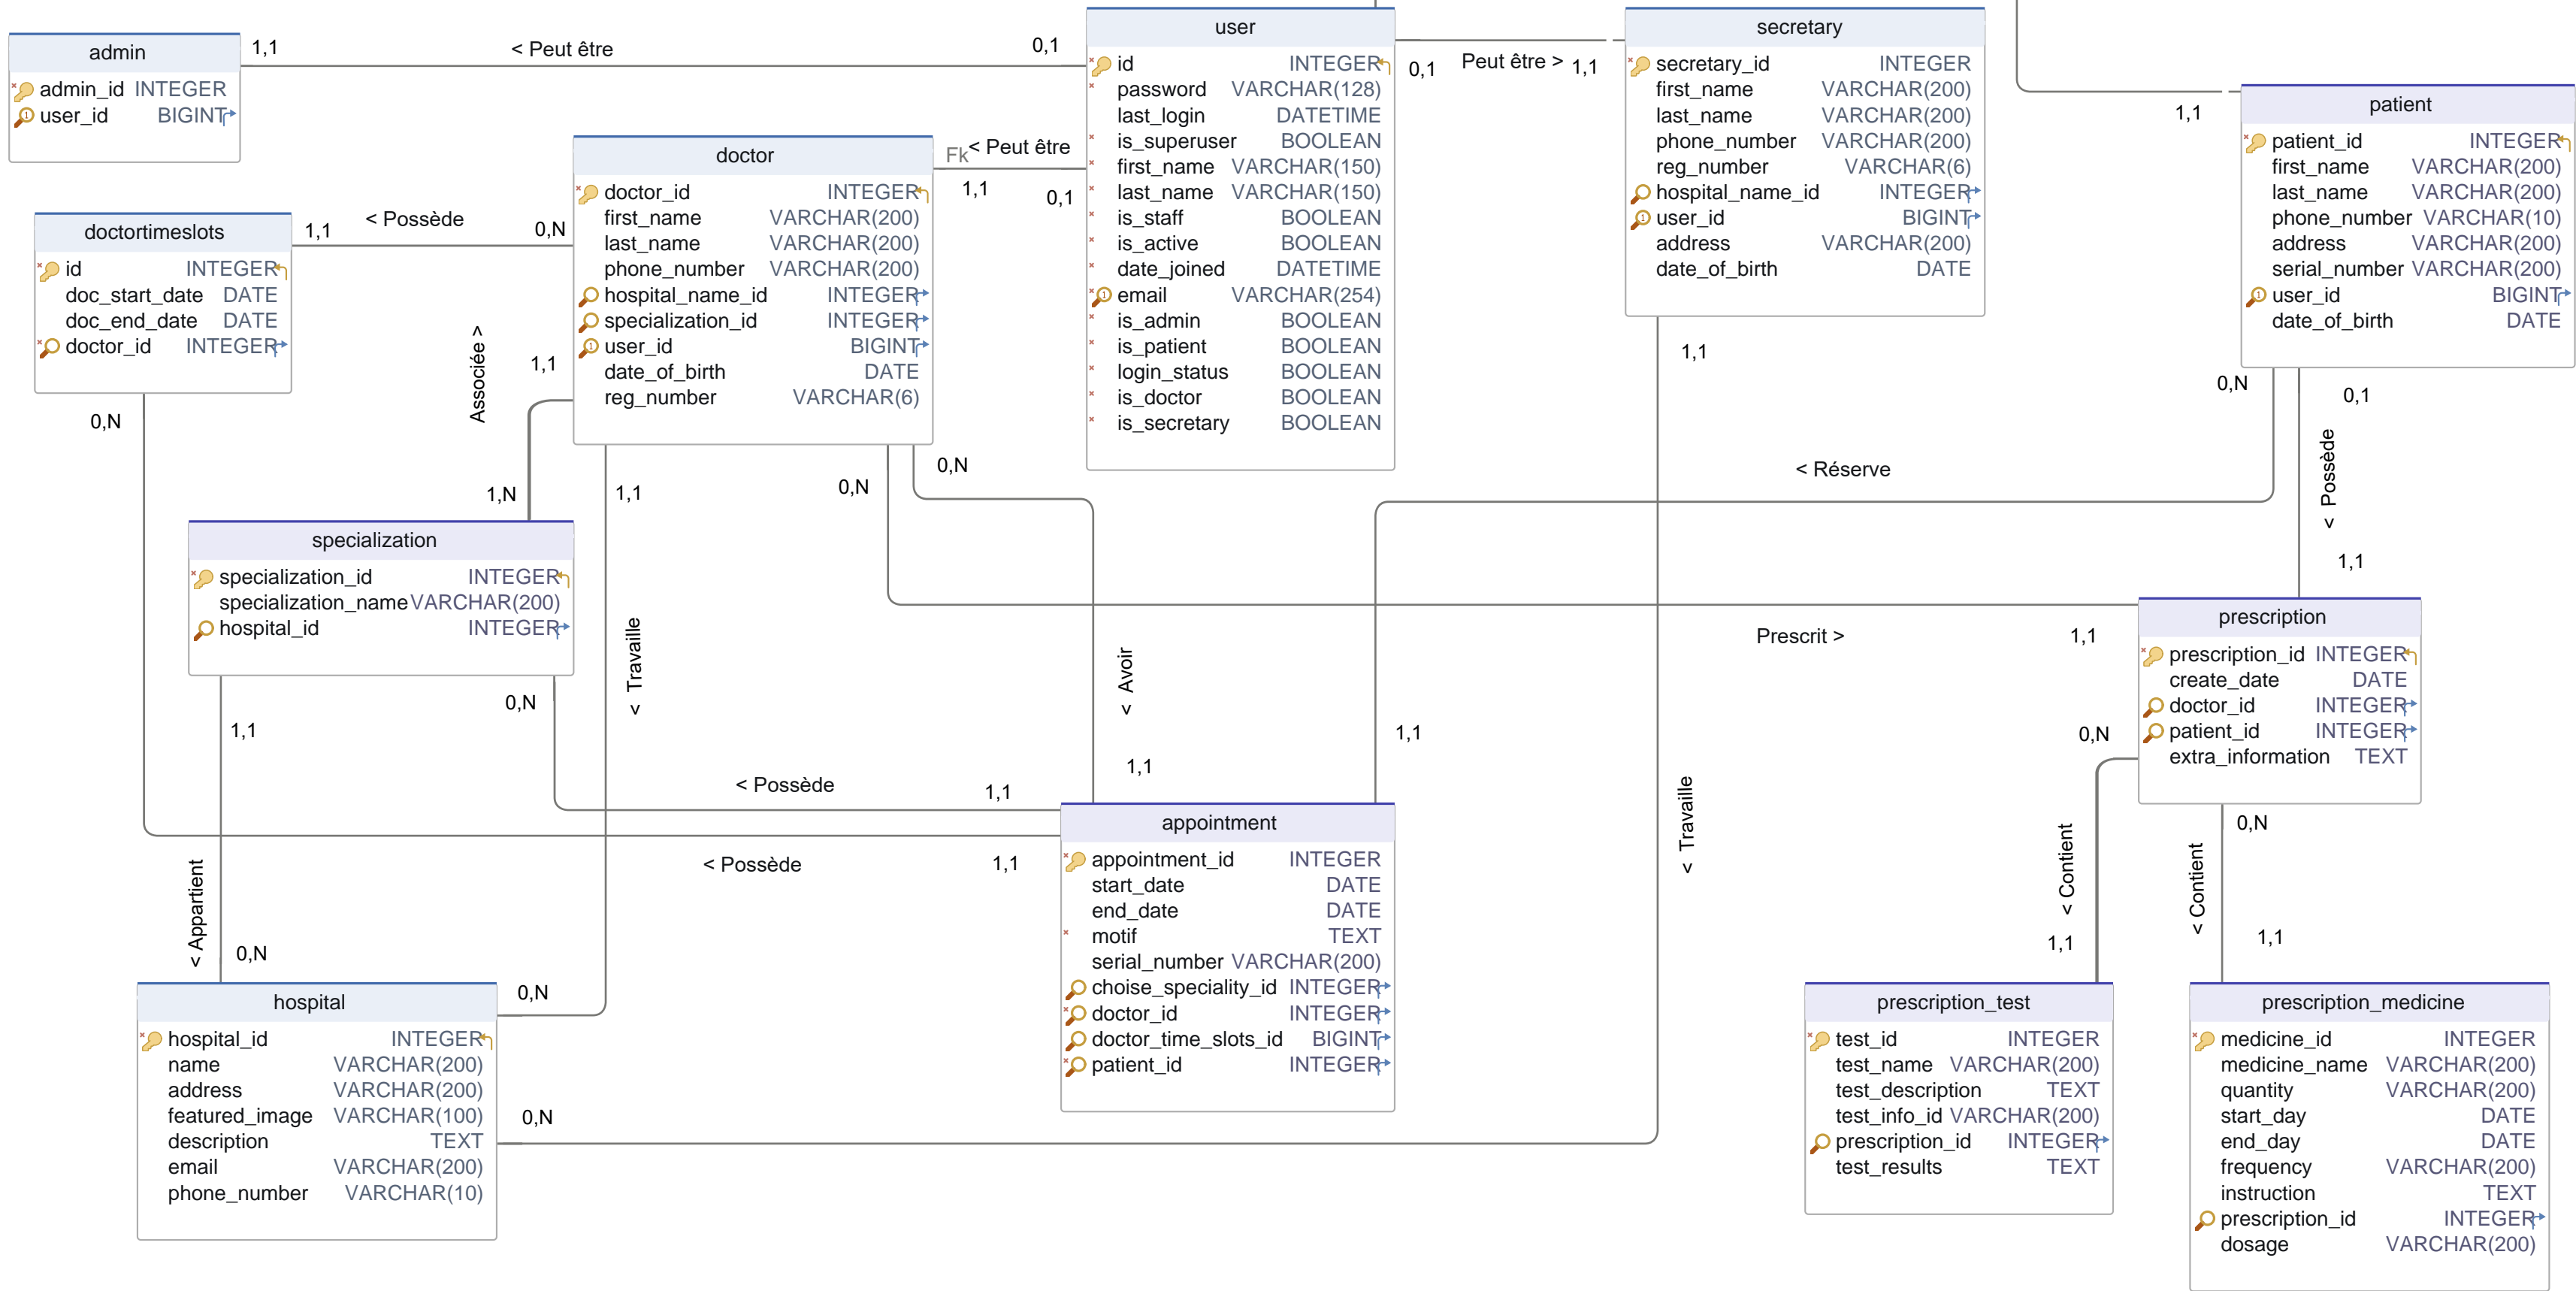 admin
admin_id INTEGER
user_id BIGINT
1,1
< Peut être
0,1
user
id INTEGER
password VARCHAR(128)
last_login DATETIME
is_superuser BOOLEAN
first_name VARCHAR(150)
last_name VARCHAR(150)
is_staff BOOLEAN
is_active BOOLEAN
date_joined DATETIME
email VARCHAR(254)
is_admin BOOLEAN
is_patient BOOLEAN
login_status BOOLEAN
is_doctor BOOLEAN
is_secretary BOOLEAN
0,1
Peut être >
1,1
secretary
secretary_id INTEGER
first_name VARCHAR(200)
last_name VARCHAR(200)
phone_number VARCHAR(200)
reg_number VARCHAR(6)
hospital_name_id INTEGER
user_id BIGINT
address VARCHAR(200)
date_of_birth DATE
1,1
1,1
patient
patient_id INTEGER
first_name VARCHAR(200)
last_name VARCHAR(200)
phone_number VARCHAR(10)
address VARCHAR(200)
serial_number VARCHAR(200)
user_id BIGINT
date_of_birth DATE
0,N
0,1
doctor
doctor_id INTEGER
first_name VARCHAR(200)
last_name VARCHAR(200)
phone_number VARCHAR(200)
hospital_name_id INTEGER
specialization_id INTEGER
user_id BIGINT
date_of_birth DATE
reg_number VARCHAR(6)
Fk
< Peut être
1,1
0,1
doctortimeslots
id INTEGER
doc_start_date DATE
doc_end_date DATE
doctor_id INTEGER
1,1
< Possède
0,N
0,N
Associée >
1,1
1,N
1,1
0,N
0,N
< Réserve
< Possède
1,1
specialization
specialization_id INTEGER
specialization_name VARCHAR(200)
hospital_id INTEGER
1,1
0,N
< Travaille
< Avoir
1,1
1,1
Prescrit >
1,1
prescription
prescription_id INTEGER
create_date DATE
doctor_id INTEGER
patient_id INTEGER
extra_information TEXT
0,N
0,N
< Possède
1,1
< Possède
1,1
< Travaille
< Contient
1,1
< Contient
1,1
< Appartient
0,N
appointment
appointment_id INTEGER
start_date DATE
end_date DATE
motif TEXT
serial_number VARCHAR(200)
choise_speciality_id INTEGER
doctor_id INTEGER
doctor_time_slots_id BIGINT
patient_id INTEGER
hospital
hospital_id INTEGER
name VARCHAR(200)
address VARCHAR(200)
featured_image VARCHAR(100)
description TEXT
email VARCHAR(200)
phone_number VARCHAR(10)
0,N
0,N
prescription_test
test_id INTEGER
test_name VARCHAR(200)
test_description TEXT
test_info_id VARCHAR(200)
prescription_id INTEGER
test_results TEXT
prescription_medicine
medicine_id INTEGER
medicine_name VARCHAR(200)
quantity VARCHAR(200)
start_day DATE
end_day DATE
frequency VARCHAR(200)
instruction TEXT
prescription_id INTEGER
dosage VARCHAR(200)